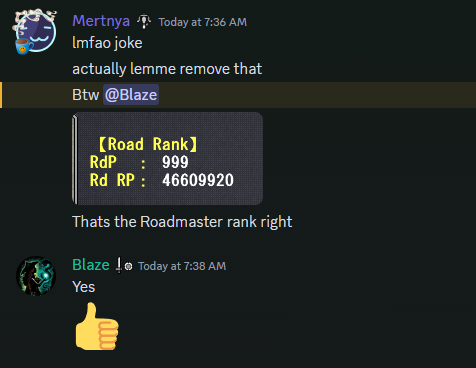 Mertnya Today at 7:36 AM
lmfao joke
actually lemme remove that
Btw @Blaze
【Road Rank】
RdP : 999
Rd RP : 46609920
Thats the Roadmaster rank right
Blaze Today at 7:38 AM
Yes